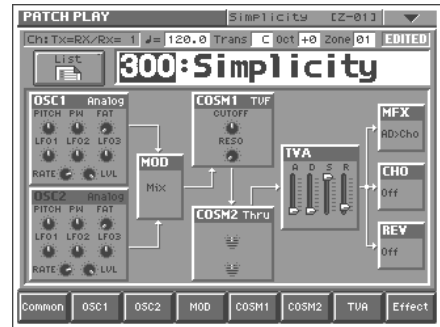 PATCH PLAY Simplicity [Z-01]
Ch:Tx=RX/Rx= 1 ♩=120.0 Trans C Oct +0 Zone 01 EDITED
List 300:Simplicity
OSC1 Analog
PITCH PW FAT
LFO1 LFO2 LFO3
RATE LVL
OSC2 Analog
PITCH PW FAT
LFO1 LFO2 LFO3
RATE LVL
MOD
Mix
COSM1 TVF
CUTOFF
RESO
COSM2 Thru
TVA
A D S R
MFX
AD>Cho
CHO
Off
REV
Off
Common OSC1 OSC2 MOD COSM1 COSM2 TVA Effect